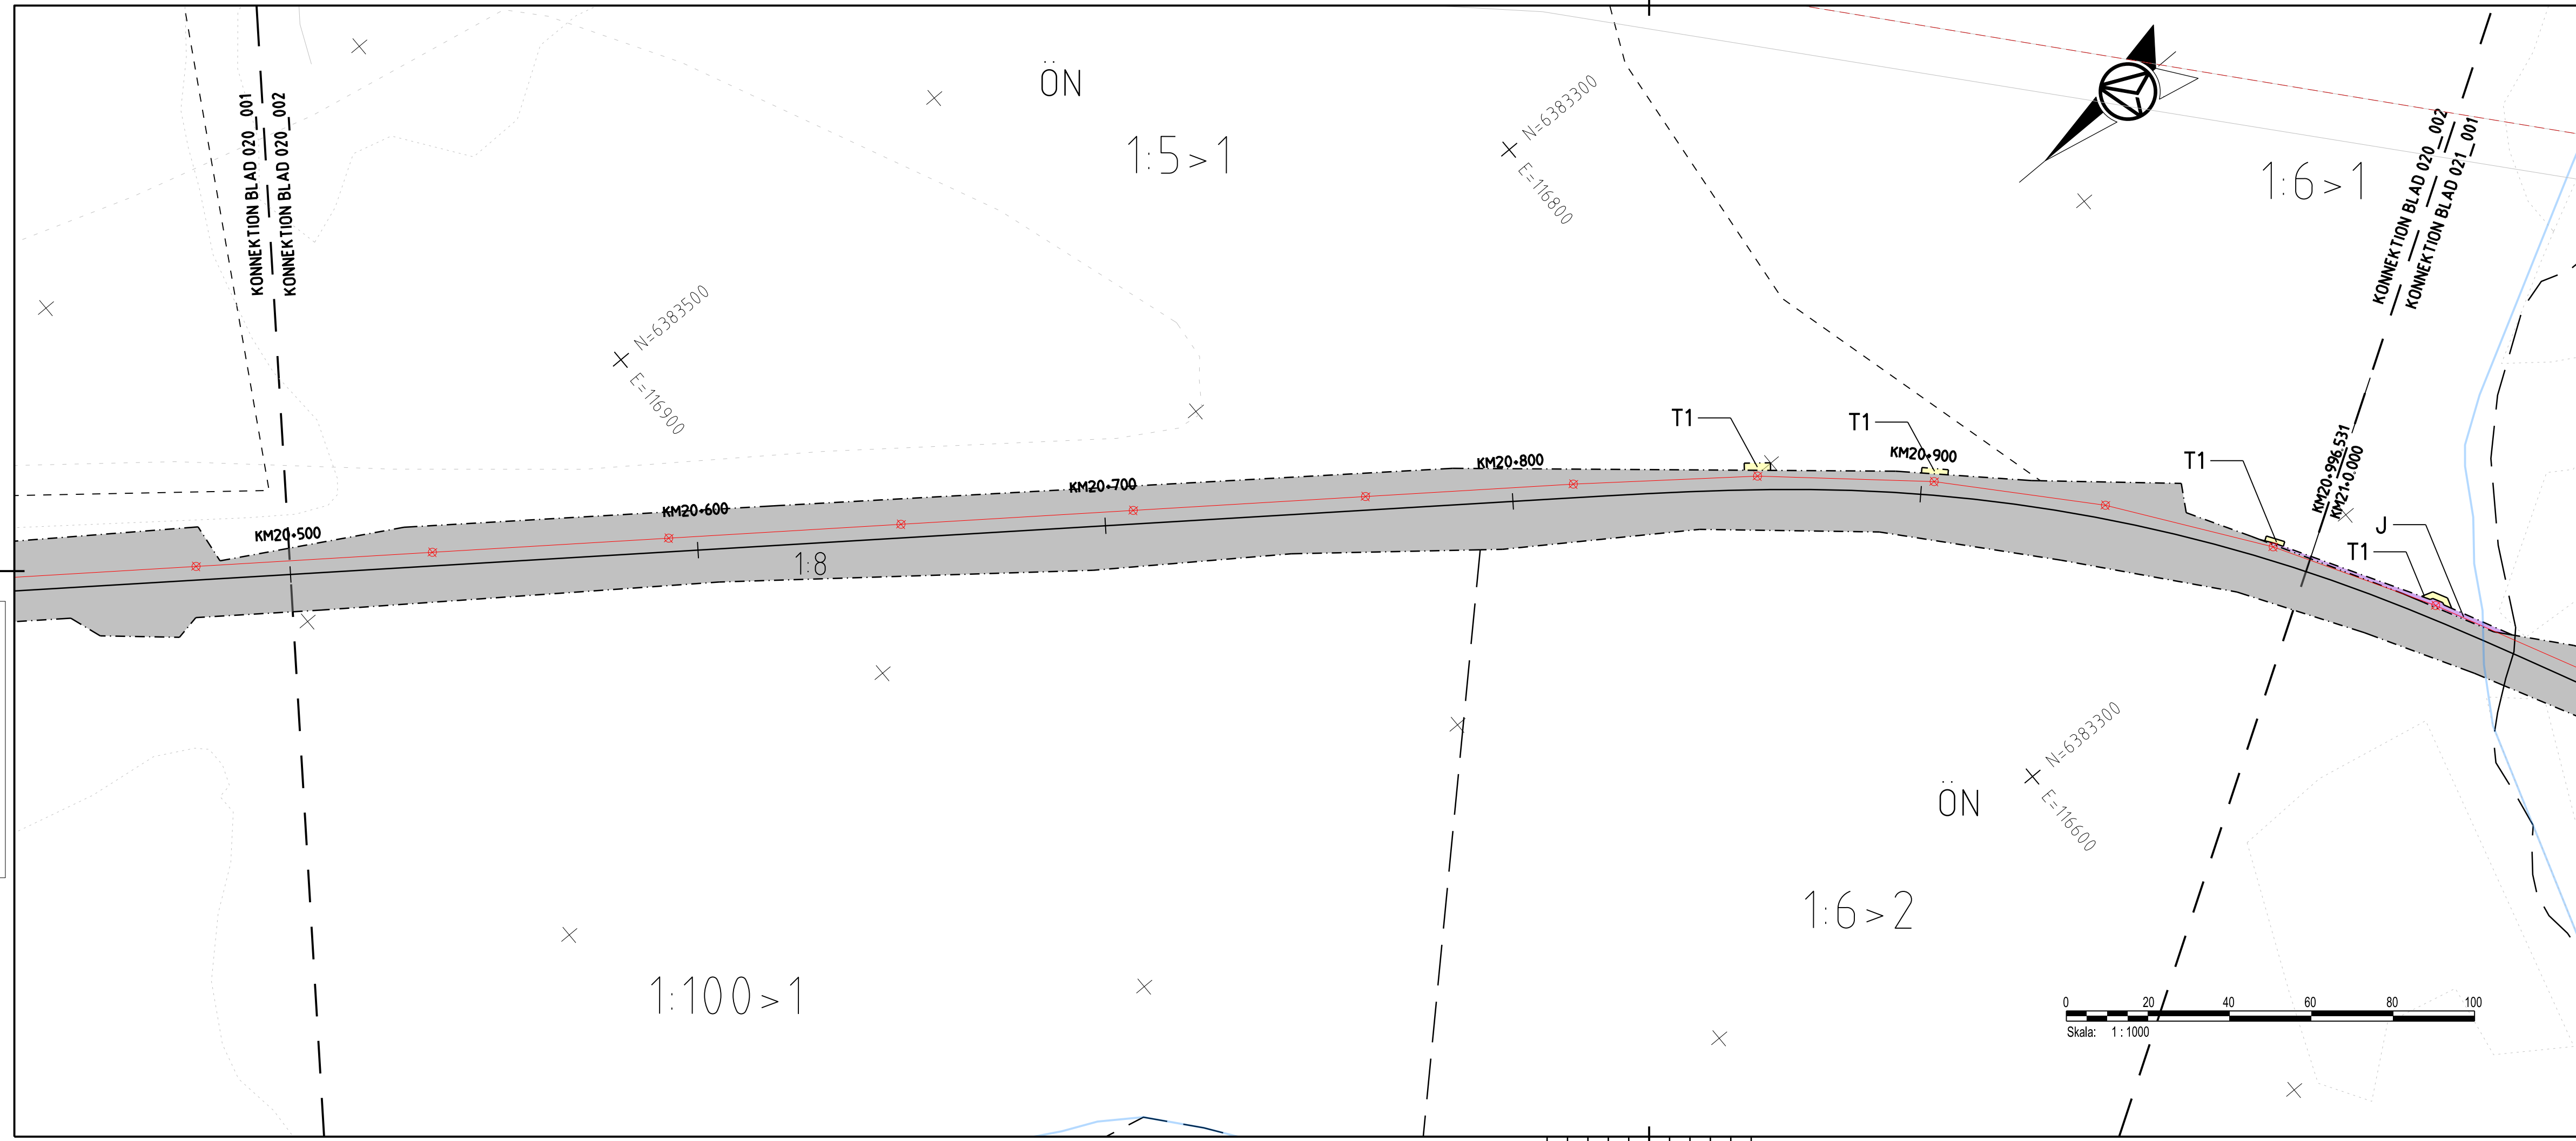 KONNEKTION BLAD 020_001
KONNEKTION BLAD 020_002
ÖN
1:5>1
N=6383300
E=116800
1:6>1
KONNEKTION BLAD 020_002
KONNEKTION BLAD 021_001
N=6383500
E=116900
T1
T1
T1
KM20+500
KM20+600
KM20+700
KM20+800
KM20+900
KM20+996.531
KM21+0.000
J
T1
1:8
N=6383300
E=116600
ÖN
1:6>2
1:100>1
0 20 40 60 80 100
Skala: 1 : 1000